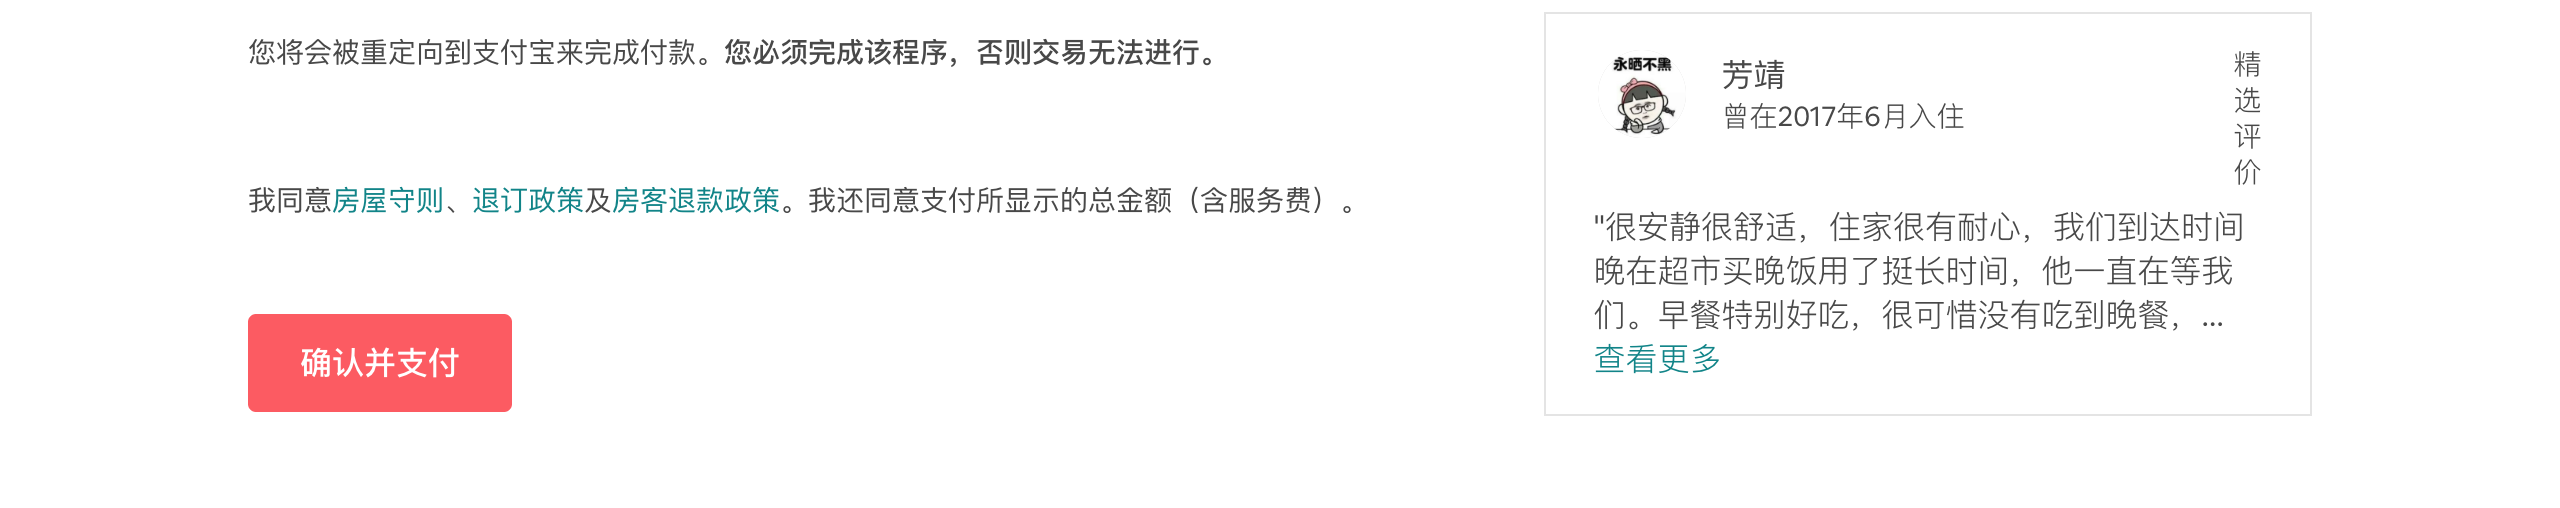 您将会被重定向到支付宝来完成付款。您必须完成该程序，否则交易无法进行。
我同意房屋守则、退订政策及房客退款政策。我还同意支付所显示的总金额（含服务费）。
确认并支付
永晒不黑
芳靖
曾在2017年6月入住
精
选
评
价
"很安静很舒适，住家很有耐心，我们到达时间
晚在超市买晚饭用了挺长时间，他一直在等我
们。早餐特别好吃，很可惜没有吃到晚餐，...
查看更多